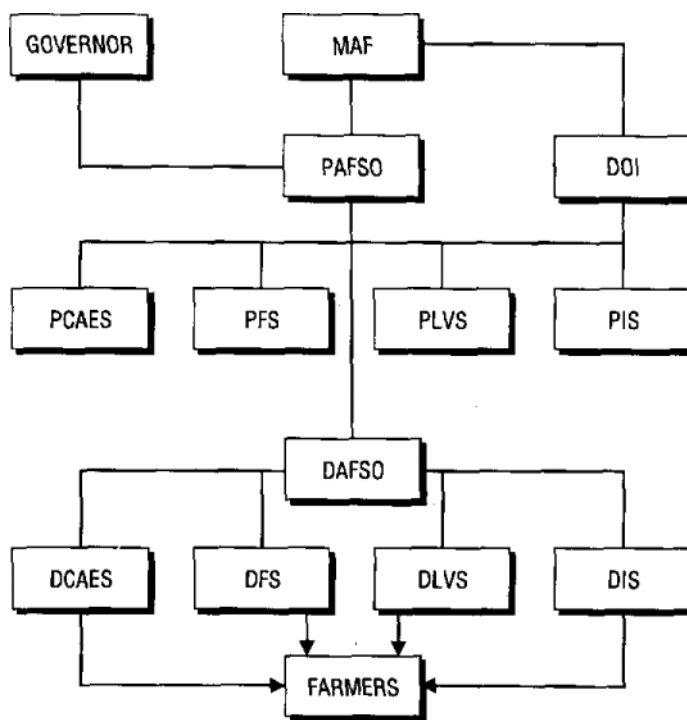 GOVERNOR
MAF
PAFSO
DOI
PCAES
PFS
PLVS
PIS
DAFSO
DCAES
DFS
DLVS
DIS
FARMERS